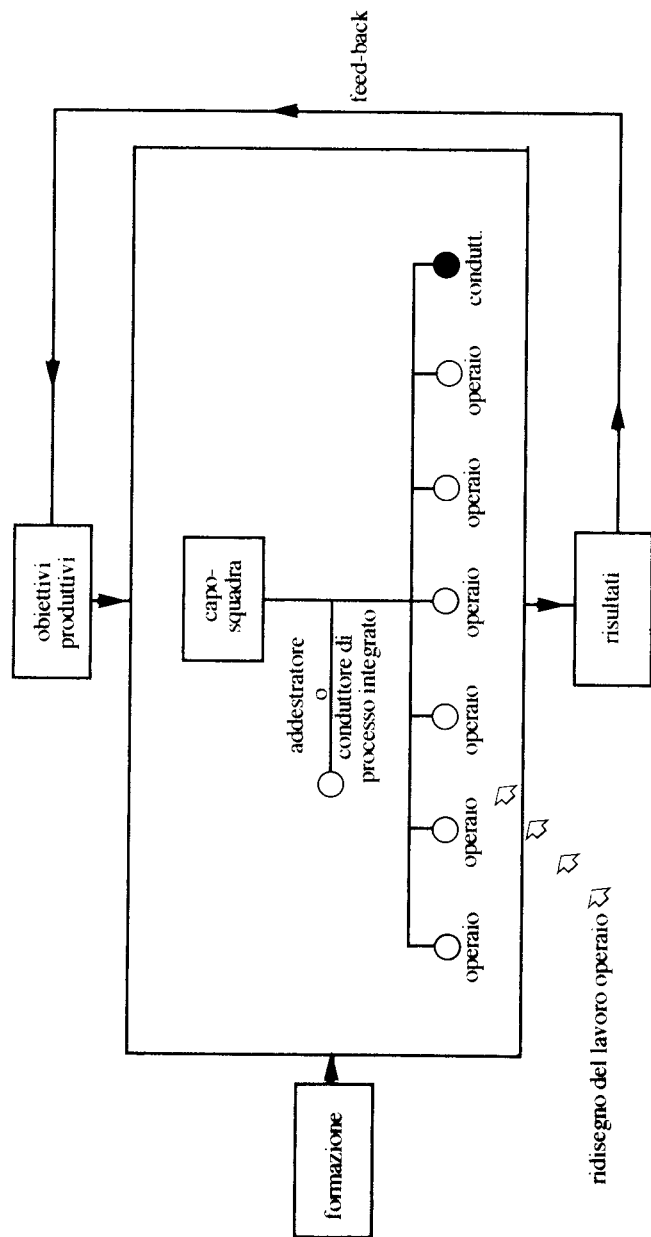 obiettivi
produttivi
feed-back
capo-
squadra
addestratore
o
conduttore di
processo integrato
formazione
operaio
operaio
operaio
operaio
operaio
operaio
condutt.
risultati
ridisegno del lavoro operaio